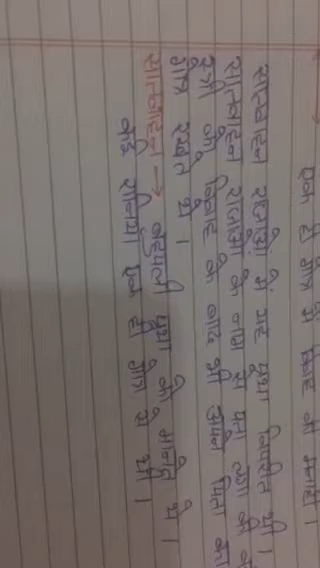 एक ही गोत्र में विवाह की मनाही।
सातवाहन राजाओं में यह प्रथा विपरीत थी।
सातवाहन राजाओं के नाम से पता लगा की
स्त्री को विवाह के बाद भी अपने पिता का
गोत्र रखते थे।
सातवाहन → बहुपत्नी प्रथा को मानते थे।
कई रानियां एक ही गोत्र से थी।